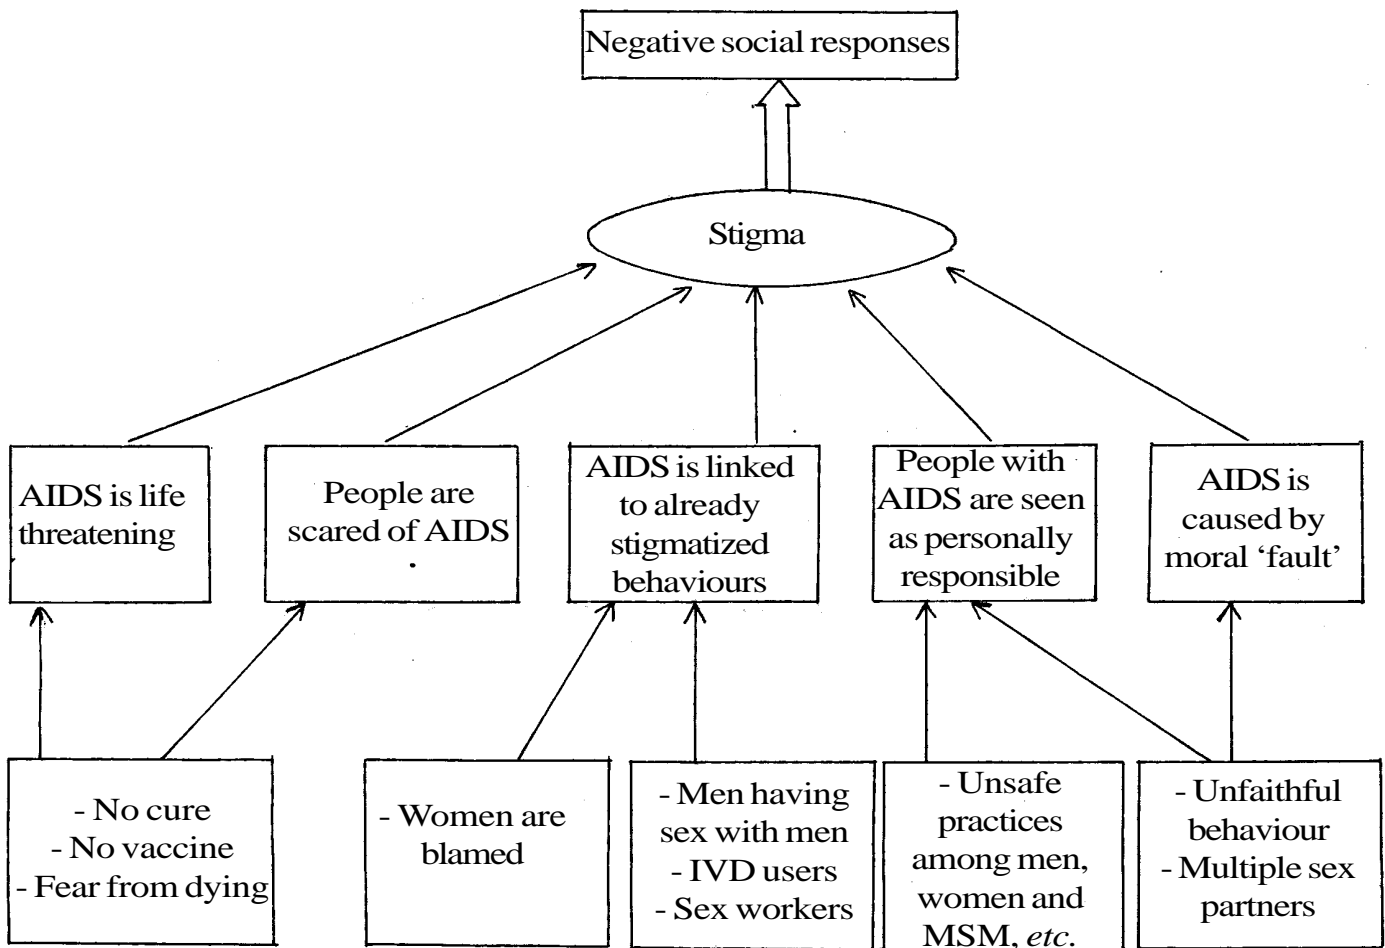 Negative social responses
Stigma
AIDS is life
threatening
People are
scared of AIDS
AIDS is linked
to already
stigmatized
behaviours
People with
AIDS are seen
as personally
responsible
AIDS is
caused by
moral ‘fault’
- No cure
- No vaccine
- Fear from dying
- Women are
blamed
- Men having
sex with men
- IVD users
- Sex workers
- Unsafe
practices
among men,
women and
MSM, etc.
- Unfaithful
behaviour
- Multiple sex
partners